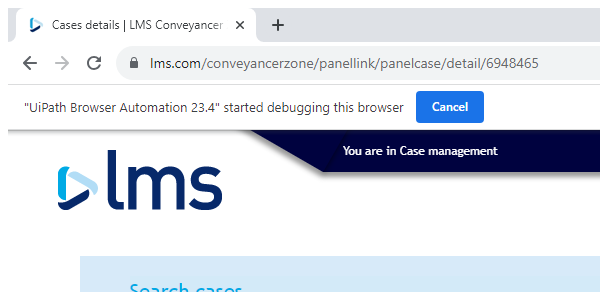 Cases details | LMS Conveyancer
lms.com/conveyancerzone/panellink/panelcase/detail/6948465
"UiPath Browser Automation 23.4" started debugging this browser
Cancel
You are in Case management
lms
Search cases